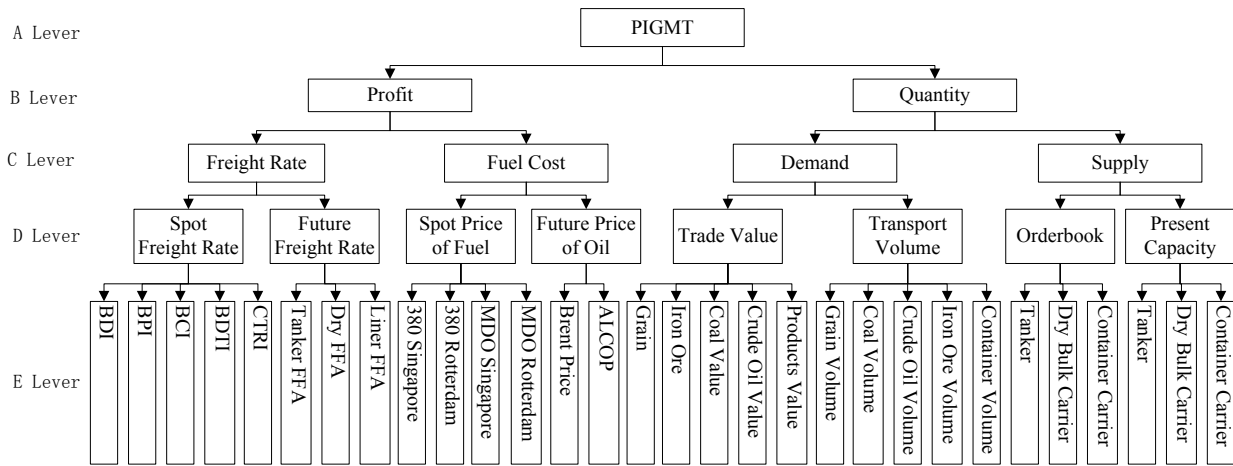 A Lever
PIGMT
B Lever
Profit
Quantity
C Lever
Freight Rate
Fuel Cost
Demand
Supply
D Lever
Spot
Freight Rate
Future
Freight Rate
Spot Price
of Fuel
Future Price
of Oil
Trade Value
Transport
Volume
Orderbook
Present
Capacity
E Lever
BDI
BPI
BCI
BDTI
CTRI
Tanker FFA
Dry FFA
Liner FFA
380 Singapore
380 Rotterdam
MDO Singapore
MDO Rotterdam
Brent Price
ALCOP
Grain
Iron Ore
Coal Value
Crude Oil Value
Products Value
Grain Volume
Coal Volume
Crude Oil Volume
Iron Ore Volume
Container Volume
Tanker
Dry Bulk Carrier
Container Carrier
Tanker
Dry Bulk Carrier
Container Carrier